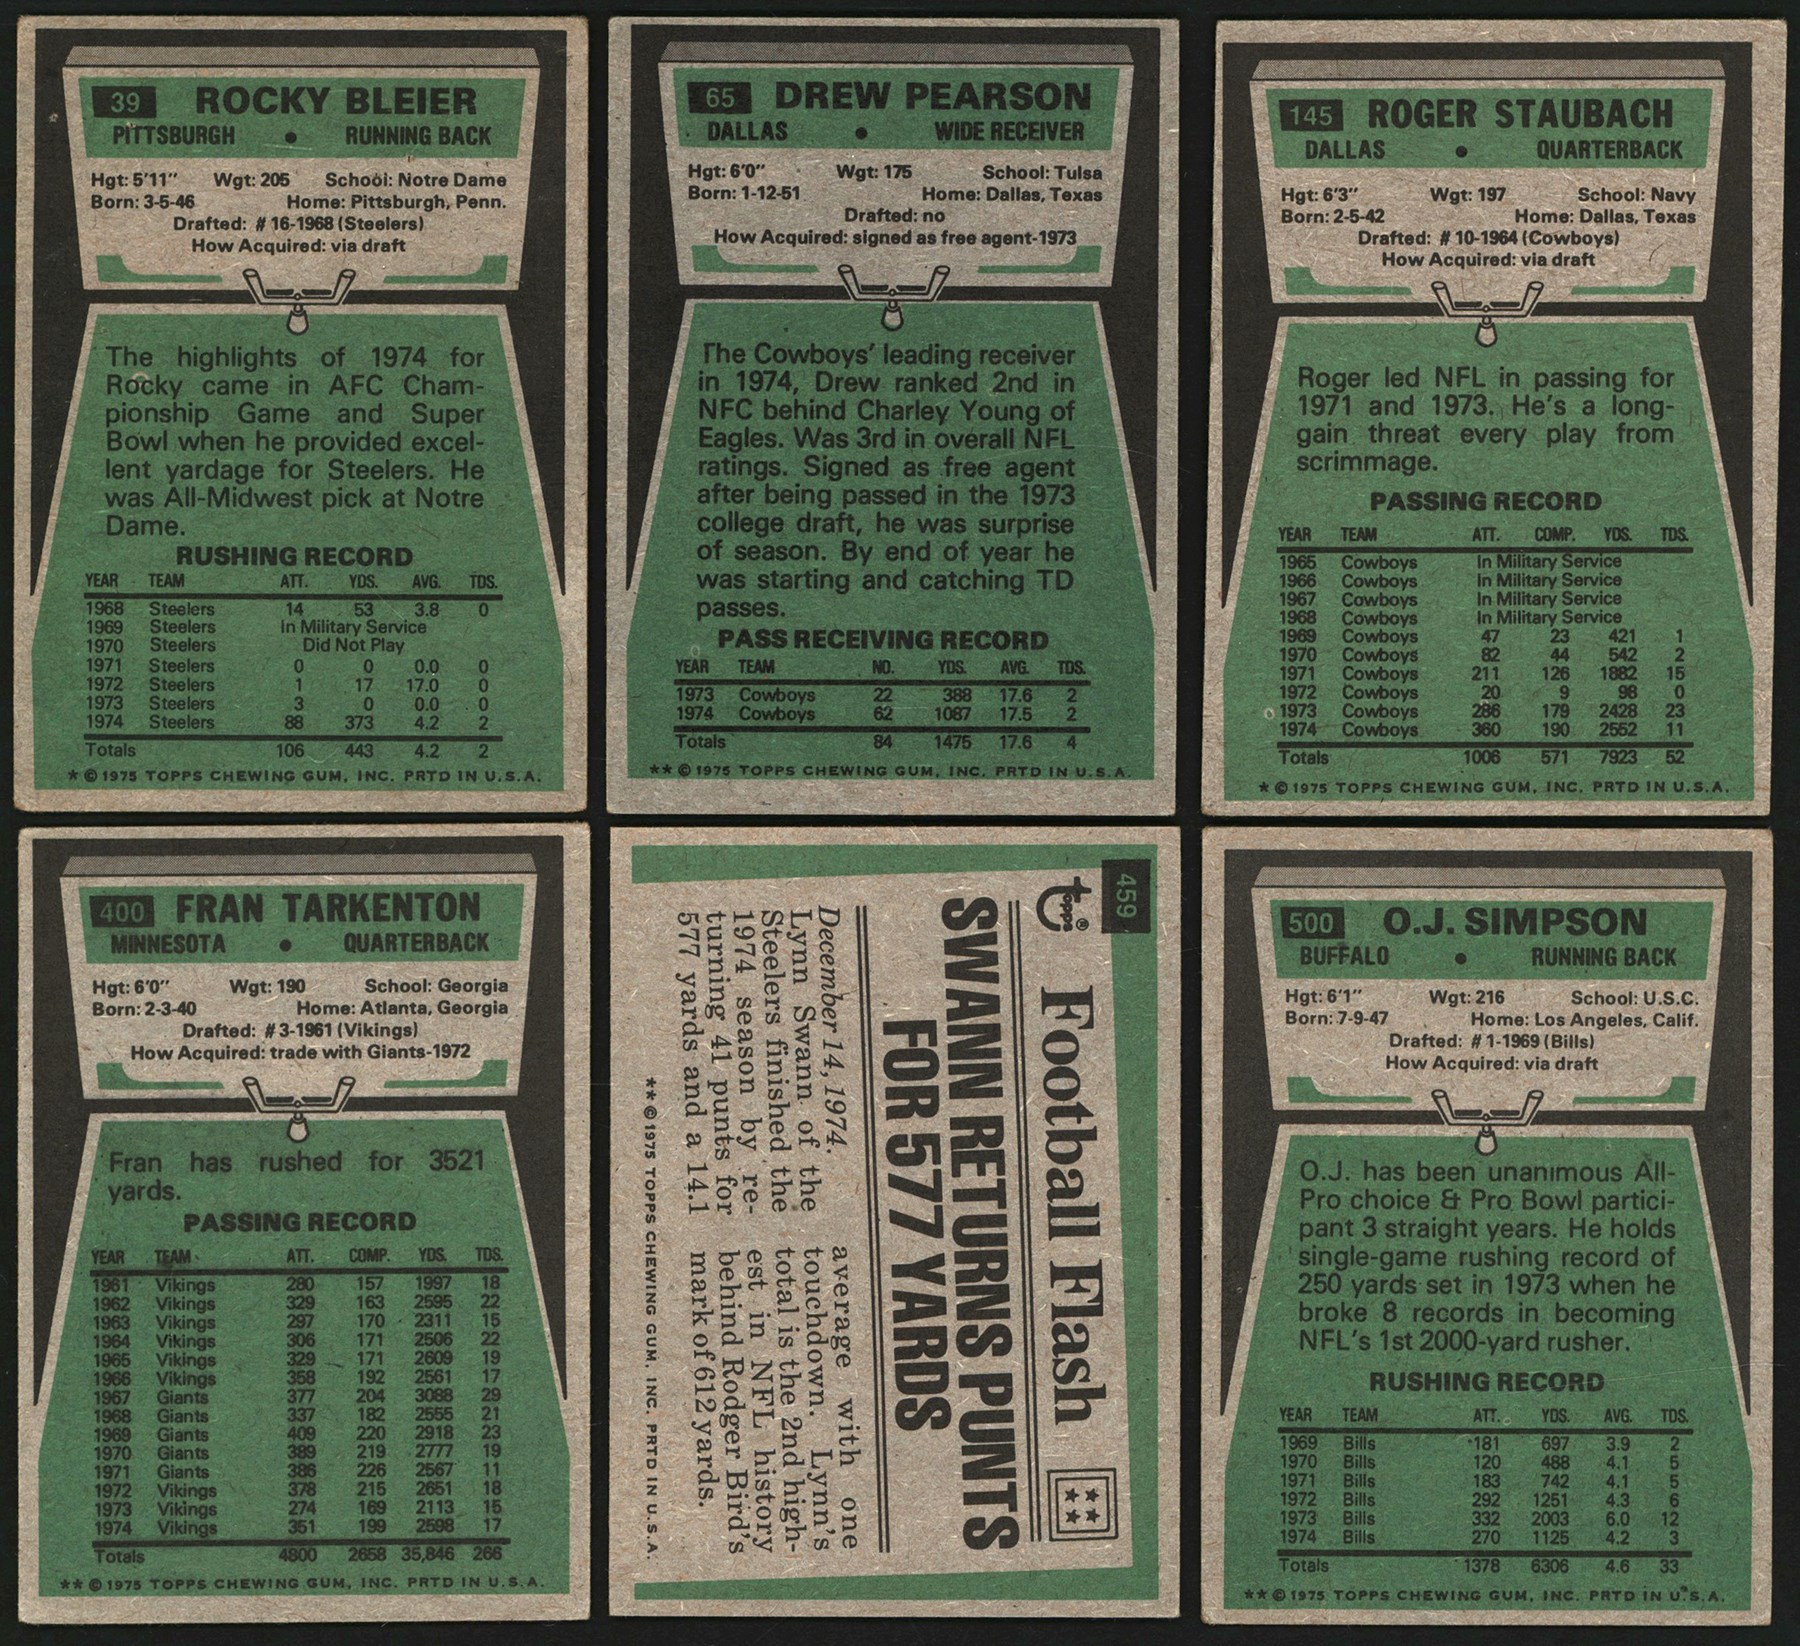 39 ROCKY BLEIER
PITTSBURGH • RUNNING BACK
Hgt: 5'11" Wgt: 205 School: Notre Dame
Born: 3-5-46 Home: Pittsburgh, Penn.
Drafted: # 16-1968 (Steelers)
How Acquired: via draft
The highlights of 1974 for
Rocky came in AFC Cham-
pionship Game and Super
Bowl when he provided excel-
lent yardage for Steelers. He
was All-Midwest pick at Notre
Dame.
RUSHING RECORD
YEAR TEAM ATT. YDS. AVG. TDS.
1968 Steelers 14 53 3.8 0
1969 Steelers In Military Service
1970 Steelers Did Not Play
1971 Steelers 0 0 0.0 0
1972 Steelers 1 17 17.0 0
1973 Steelers 3 0 0.0 0
1974 Steelers 88 373 4.2 2
Totals 106 443 4.2 2
* © 1975 TOPPS CHEWING GUM, INC. PRTD IN U.S.A.
65 DREW PEARSON
DALLAS • WIDE RECEIVER
Hgt: 6'0" Wgt: 175 School: Tulsa
Born: 1-12-51 Home: Dallas, Texas
Drafted: no
How Acquired: signed as free agent-1973
The Cowboys' leading receiver
in 1974, Drew ranked 2nd in
NFC behind Charley Young of
Eagles. Was 3rd in overall NFL
ratings. Signed as free agent
after being passed in the 1973
college draft, he was surprise
of season. By end of year he
was starting and catching TD
passes.
PASS RECEIVING RECORD
YEAR TEAM NO. YDS. AVG. TDS.
1973 Cowboys 22 388 17.6 2
1974 Cowboys 62 1087 17.5 2
Totals 84 1475 17.6 4
** © 1975 TOPPS CHEWING GUM, INC. PRTD IN U.S.A.
145 ROGER STAUBACH
DALLAS • QUARTERBACK
Hgt: 6'3" Wgt: 197 School: Navy
Born: 2-5-42 Home: Dallas, Texas
Drafted: # 10-1964 (Cowboys)
How Acquired: via draft
Roger led NFL in passing for
1971 and 1973. He's a long-
gain threat every play from
scrimmage.
PASSING RECORD
YEAR TEAM ATT. COMP. YDS. TDS.
1965 Cowboys In Military Service
1966 Cowboys In Military Service
1967 Cowboys In Military Service
1968 Cowboys In Military Service
1969 Cowboys 47 23 421 1
1970 Cowboys 82 44 542 2
1971 Cowboys 211 126 1882 15
1972 Cowboys 20 9 98 0
1973 Cowboys 286 179 2428 23
1974 Cowboys 360 190 2552 11
Totals 1006 571 7923 52
* © 1975 TOPPS CHEWING GUM, INC. PRTD IN U.S.A.
400 FRAN TARKENTON
MINNESOTA • QUARTERBACK
Hgt: 6'0" Wgt: 190 School: Georgia
Born: 2-3-40 Home: Atlanta, Georgia
Drafted: # 3-1961 (Vikings)
How Acquired: trade with Giants-1972
Fran has rushed for 3521
yards.
PASSING RECORD
YEAR TEAM ATT. COMP. YDS. TDS.
1961 Vikings 280 157 1997 18
1962 Vikings 329 163 2595 22
1963 Vikings 297 170 2311 15
1964 Vikings 306 171 2506 22
1965 Vikings 329 171 2609 19
1966 Vikings 358 192 2561 17
1967 Giants 377 204 3088 29
1968 Giants 337 182 2555 21
1969 Giants 409 220 2918 23
1970 Giants 389 219 2777 19
1971 Giants 386 226 2567 11
1972 Vikings 378 215 2651 18
1973 Vikings 274 169 2113 15
1974 Vikings 351 199 2598 17
Totals 4800 2658 35,846 266
** © 1975 TOPPS CHEWING GUM, INC. PRTD IN U.S.A.
459
topps® Football Flash
SWANN RETURNS PUNTS
FOR 577 YARDS
December 14, 1974.
Lynn Swann of the
Steelers finished the
1974 season by re-
turning 41 punts for
577 yards and a 14.1
average with one
touchdown. Lynn's
total is the 2nd high-
est in NFL history
behind Rodger Bird's
mark of 612 yards.
** © 1975 TOPPS CHEWING GUM, INC. PRTD IN U.S.A.
500 O.J. SIMPSON
BUFFALO • RUNNING BACK
Hgt: 6'1" Wgt: 216 School: U.S.C.
Born: 7-9-47 Home: Los Angeles, Calif.
Drafted: # 1-1969 (Bills)
How Acquired: via draft
O.J. has been unanimous All-
Pro choice & Pro Bowl partici-
pant 3 straight years. He holds
single-game rushing record of
250 yards set in 1973 when he
broke 8 records in becoming
NFL's 1st 2000-yard rusher.
RUSHING RECORD
YEAR TEAM ATT. YDS. AVG. TDS.
1969 Bills 181 697 3.9 2
1970 Bills 120 488 4.1 5
1971 Bills 183 742 4.1 5
1972 Bills 292 1251 4.3 6
1973 Bills 332 2003 6.0 12
1974 Bills 270 1125 4.2 3
Totals 1378 6306 4.6 33
** © 1975 TOPPS CHEWING GUM, INC. PRTD IN U.S.A.